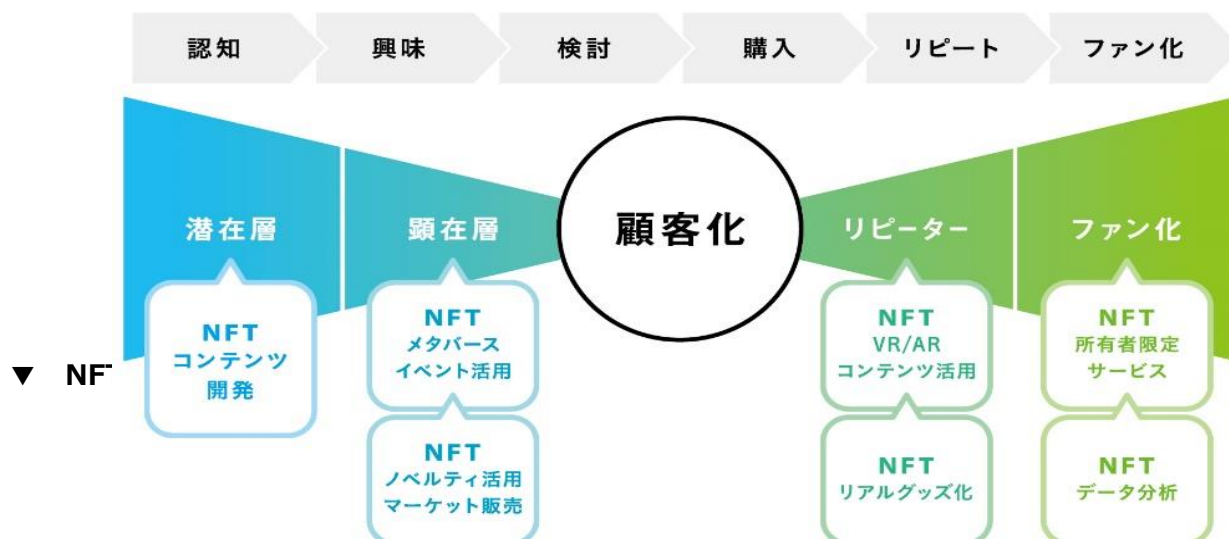 認知
興味
検討
購入
リピート
ファン化
潜在層
顕在層
顧客化
リピーター
ファン化
NFT
コンテンツ
開発
NFT
メタバース
イベント活用
NFT
ノベルティ活用
マーケット販売
NFT
VR/AR
コンテンツ活用
NFT
リアルグッズ化
NFT
所有者限定
サービス
NFT
データ分析
▼ NF